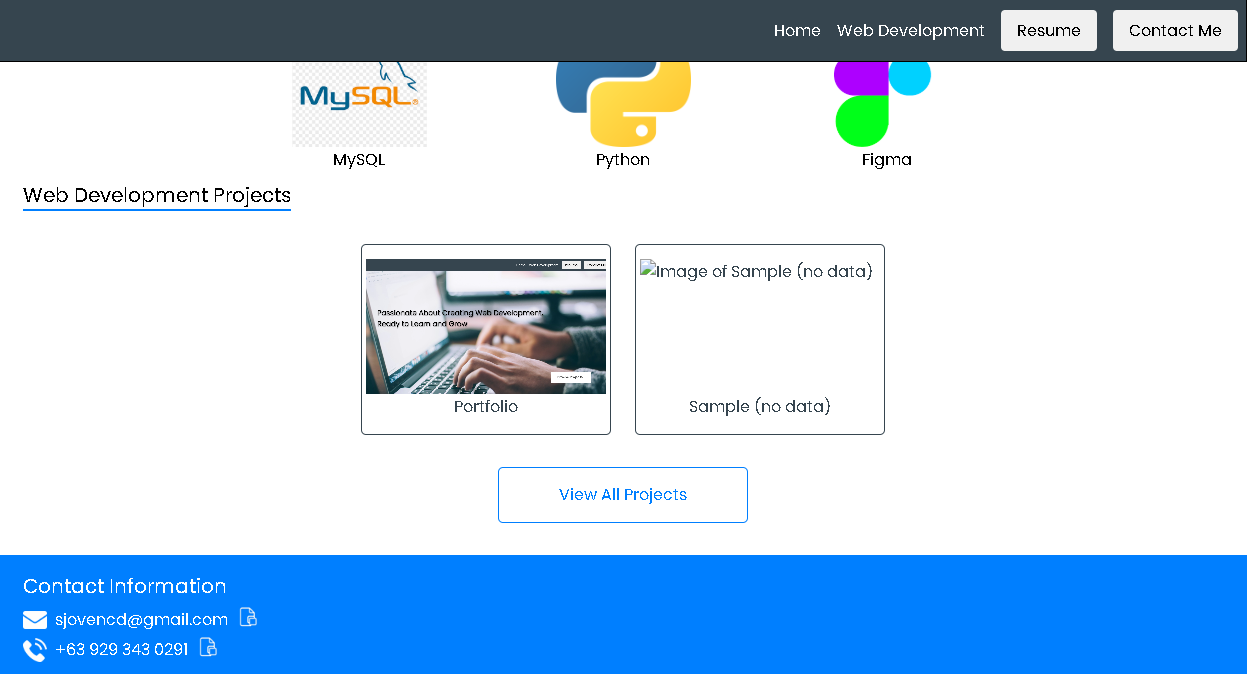 Home Web Development Resume Contact Me
MySQL®
MySQL Python Figma
Web Development Projects
Passionate About Creating Web Development,
Ready to Learn and Grow
Image of Sample (no data)
Portfolio Sample (no data)
View All Projects
Contact Information
sjovencd@gmail.com
+63 929 343 0291